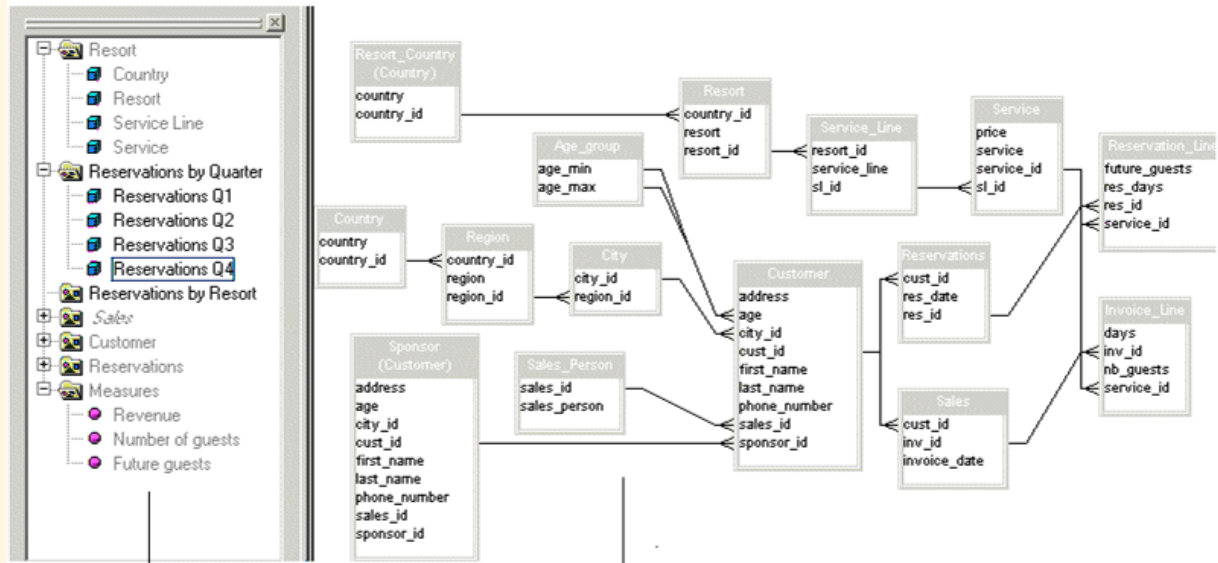 Resort
Country
Resort
Service Line
Service
Reservations by Quarter
Reservations Q1
Reservations Q2
Reservations Q3
Reservations Q4
Reservations by Resort
Sales
Customer
Reservations
Measures
Revenue
Number of guests
Future guests
Resort_Country
(Country)
country
country_id
Resort
country_id
resort
resort_id
Service_Line
resort_id
service_line
sl_id
Service
price
service
service_id
sl_id
Reservation_Line
future_guests
res_days
res_id
service_id
Age_group
age_min
age_max
Country
country
country_id
Region
country_id
region
region_id
City
city_id
region_id
Customer
address
age
city_id
cust_id
first_name
last_name
phone_number
sales_id
sponsor_id
Reservations
cust_id
res_date
res_id
Invoice_Line
days
inv_id
nb_guests
service_id
Sponsor
(Customer)
address
age
city_id
cust_id
first_name
last_name
phone_number
sales_id
sponsor_id
Sales_Person
sales_id
sales_person
Sales
cust_id
inv_id
invoice_date